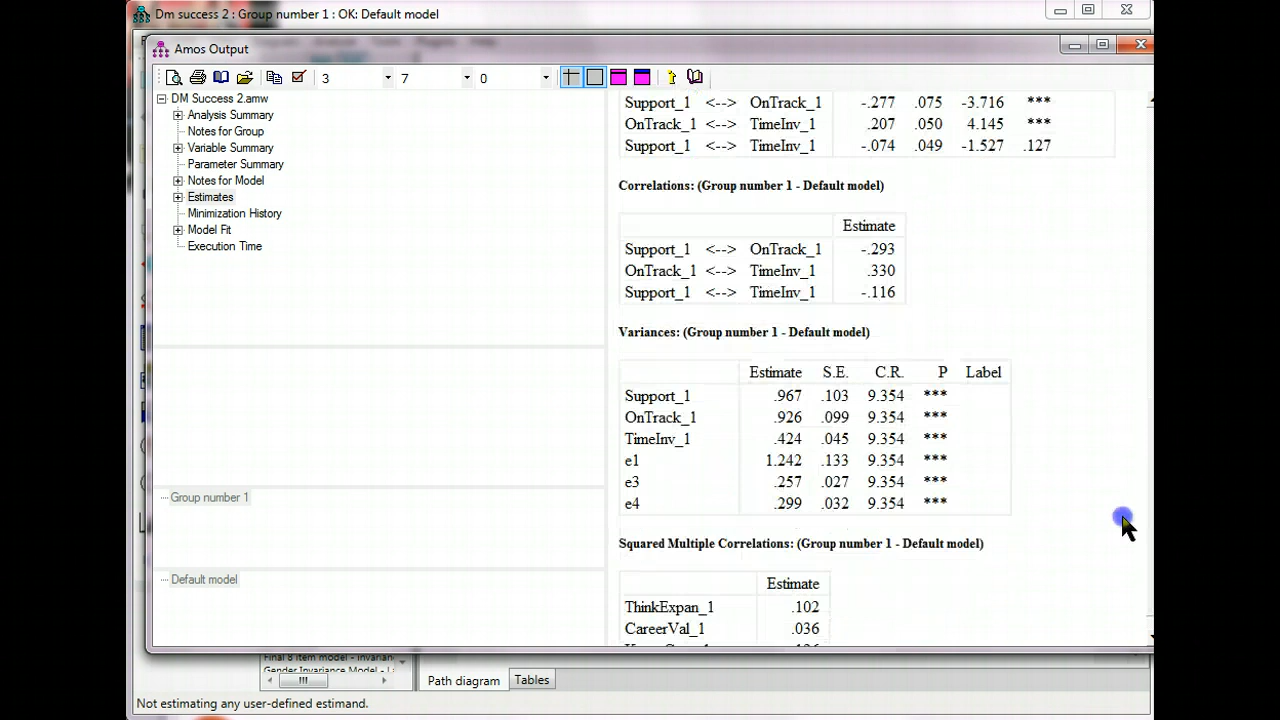 Dm success 2 : Group number 1 : OK: Default model
Amos Output
3 7 0
DM Success 2.amw
Analysis Summary
Notes for Group
Variable Summary
Parameter Summary
Notes for Model
Estimates
Minimization History
Model Fit
Execution Time
Group number 1
Default model
Support_1 <--> OnTrack_1 -.277 .075 -3.716 ***
OnTrack_1 <--> TimeInv_1 .207 .050 4.145 ***
Support_1 <--> TimeInv_1 -.074 .049 -1.527 .127
Correlations: (Group number 1 - Default model)
Estimate
Support_1 <--> OnTrack_1 -.293
OnTrack_1 <--> TimeInv_1 .330
Support_1 <--> TimeInv_1 -.116
Variances: (Group number 1 - Default model)
Estimate S.E. C.R. P Label
Support_1 .967 .103 9.354 ***
OnTrack_1 .926 .099 9.354 ***
TimeInv_1 .424 .045 9.354 ***
e1 1.242 .133 9.354 ***
e3 .257 .027 9.354 ***
e4 .299 .032 9.354 ***
Squared Multiple Correlations: (Group number 1 - Default model)
Estimate
ThinkExpan_1 .102
CareerVal_1 .036
Final 8 item model - Invarian
Gender Invariance Model - L
Path diagram Tables
Not estimating any user-defined estimand.